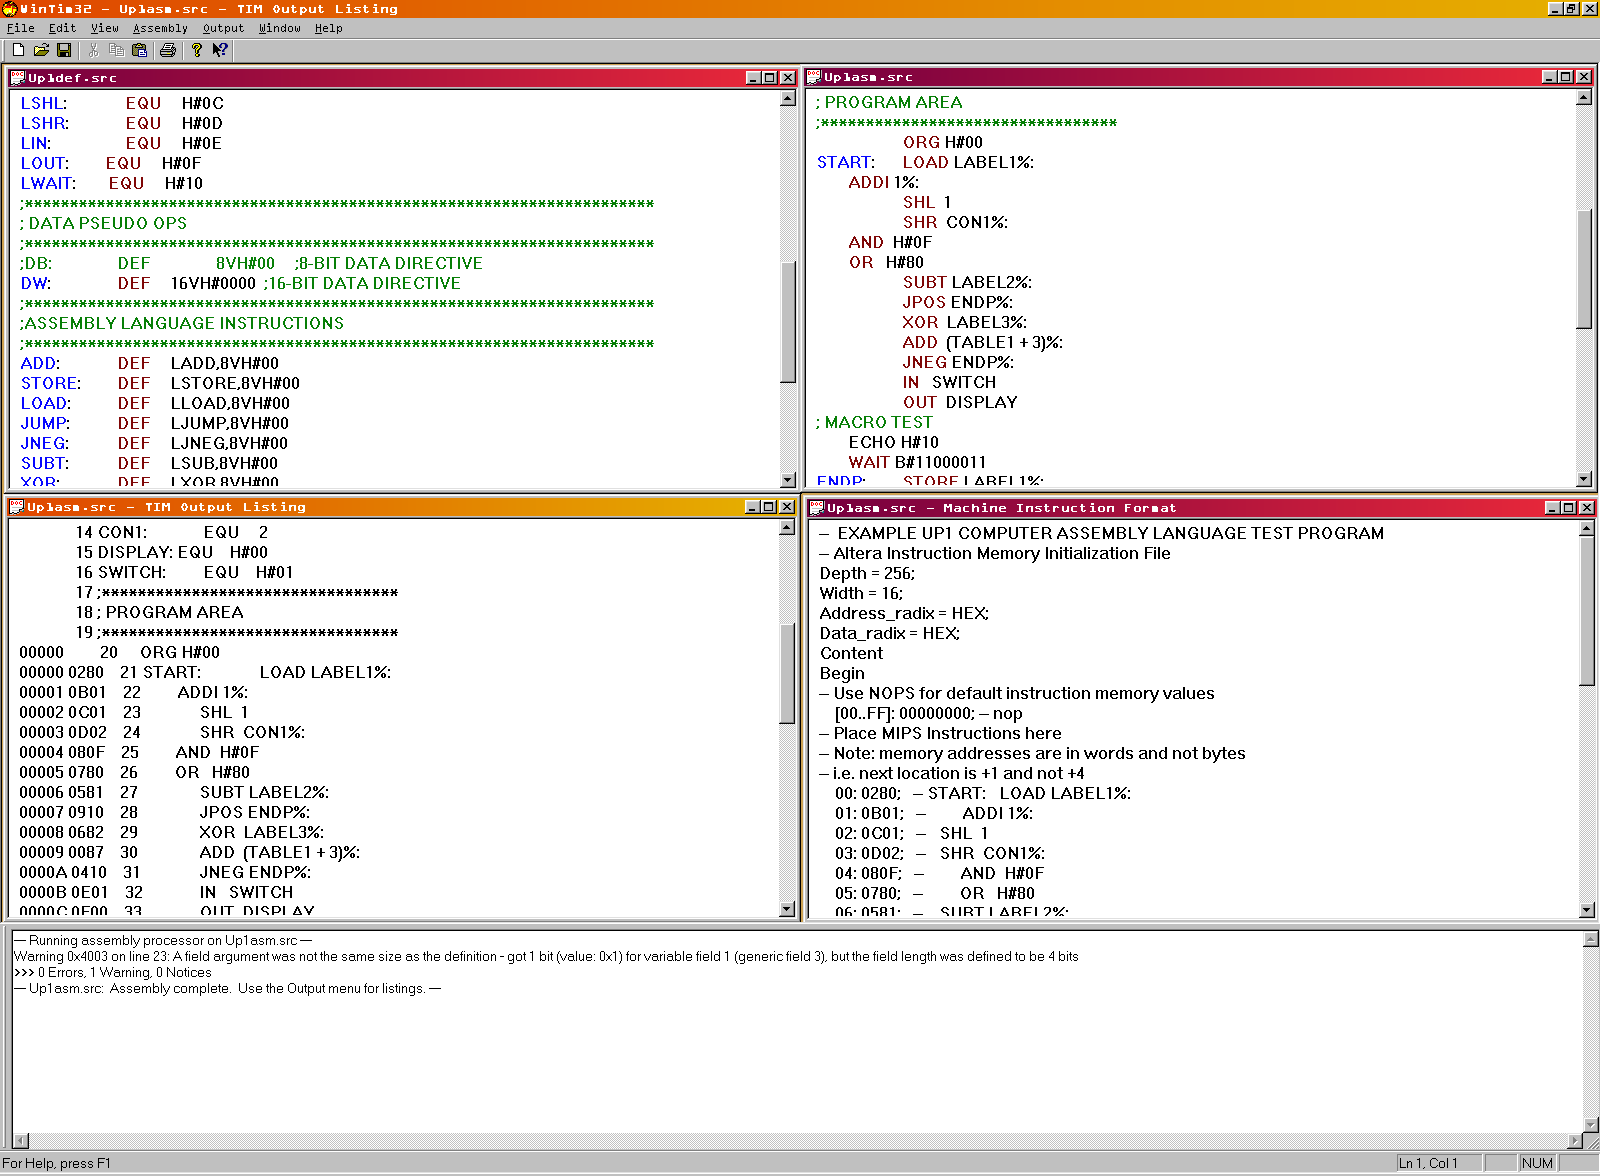 WinTim32 - Up1asm.src - TIM Output Listing
File Edit View Assembly Output Window Help
Up1def.src
LSHL: EQU H#0C
LSHR: EQU H#0D
LIN: EQU H#0E
LOUT: EQU H#0F
LWAIT: EQU H#10
;**********************************************************************
; DATA PSEUDO OPS
;**********************************************************************
;DB: DEF 8VH#00 ;8-BIT DATA DIRECTIVE
DW: DEF 16VH#0000 ;16-BIT DATA DIRECTIVE
;**********************************************************************
;ASSEMBLY LANGUAGE INSTRUCTIONS
;**********************************************************************
ADD: DEF LADD,8VH#00
STORE: DEF LSTORE,8VH#00
LOAD: DEF LLOAD,8VH#00
JUMP: DEF LJUMP,8VH#00
JNEG: DEF LJNEG,8VH#00
SUBT: DEF LSUB,8VH#00
XOR: DEF LXOR,8VH#00
Up1asm.src
; PROGRAM AREA
;*********************************
ORG H#00
START: LOAD LABEL1%:
ADDI 1%:
SHL 1
SHR CON1%:
AND H#0F
OR H#80
SUBT LABEL2%:
JPOS ENDP%:
XOR LABEL3%:
ADD (TABLE1 + 3)%:
JNEG ENDP%:
IN SWITCH
OUT DISPLAY
; MACRO TEST
ECHO H#10
WAIT B#11000011
ENDP: STORE LABEL1%:
Up1asm.src - TIM Output Listing
14 CON1: EQU 2
15 DISPLAY: EQU H#00
16 SWITCH: EQU H#01
17 ;*********************************
18 ; PROGRAM AREA
19 ;*********************************
00000 20 ORG H#00
00000 0280 21 START: LOAD LABEL1%:
00001 0B01 22 ADDI 1%:
00002 0C01 23 SHL 1
00003 0D02 24 SHR CON1%:
00004 080F 25 AND H#0F
00005 0780 26 OR H#80
00006 0581 27 SUBT LABEL2%:
00007 0910 28 JPOS ENDP%:
00008 0682 29 XOR LABEL3%:
00009 0087 30 ADD (TABLE1 + 3)%:
0000A 0410 31 JNEG ENDP%:
0000B 0E01 32 IN SWITCH
0000C 0F00 33 OUT DISPLAY
Up1asm.src - Machine Instruction Format
-- EXAMPLE UP1 COMPUTER ASSEMBLY LANGUAGE TEST PROGRAM
-- Altera Instruction Memory Initialization File
Depth = 256;
Width = 16;
Address_radix = HEX;
Data_radix = HEX;
Content
Begin
-- Use NOPS for default instruction memory values
[00..FF]: 00000000; -- nop
-- Place MIPS Instructions here
-- Note: memory addresses are in words and not bytes
-- i.e. next location is +1 and not +4
00: 0280; -- START: LOAD LABEL1%:
01: 0B01; -- ADDI 1%:
02: 0C01; -- SHL 1
03: 0D02; -- SHR CON1%:
04: 080F; -- AND H#0F
05: 0780; -- OR H#80
06: 0581; -- SUBT LABEL2%:
--- Running assembly processor on Up1asm.src ---
Warning 0x4003 on line 23: A field argument was not the same size as the definition - got 1 bit (value: 0x1) for variable field 1 (generic field 3), but the field length was defined to be 4 bits
>>> 0 Errors, 1 Warning, 0 Notices
--- Up1asm.src: Assembly complete. Use the Output menu for listings. ---
For Help, press F1
Ln 1, Col 1
NUM